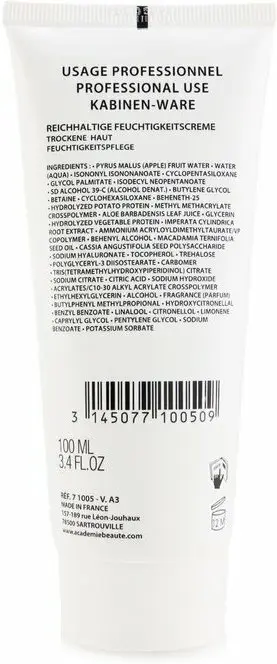 USAGE PROFESSIONNEL
PROFESSIONAL USE
KABINEN-WARE
REICHHALTIGE FEUCHTIGKEITSCREME
TROCKENE HAUT
FEUCHTIGKEITSPFLEGE
INGREDIENTS : • PYRUS MALUS (APPLE) FRUIT WATER • WATER
(AQUA) • ISONONYL ISONONANOATE • CYCLOPENTASILOXANE
• GLYCOL PALMITATE • ISODECYL NEOPENTANOATE
• SD ALCOHOL 39-C (ALCOHOL DENAT.) • BUTYLENE GLYCOL
• BETAINE • CYCLOHEXASILOXANE • BEHENETH-25
• HYDROLYZED POTATO PROTEIN • METHYL METHACRYLATE
CROSSPOLYMER • ALOE BARBADENSIS LEAF JUICE • GLYCERIN
• HYDROLYZED VEGETABLE PROTEIN • IMPERATA CYLINDRICA
ROOT EXTRACT • AMMONIUM ACRYLOYLDIMETHYLTAURATE/VP
COPOLYMER • BEHENYL ALCOHOL • MACADAMIA TERNIFOLIA
SEED OIL • CASSIA ANGUSTIFOLIA SEED POLYSACCHARIDE
• SODIUM HYALURONATE • TOCOPHEROL • TREHALOSE
• POLYGLYCERYL-3 DIISOSTEARATE • CARBOMER
• TRIS(TETRAMETHYLHYDROXYPIPERIDINOL) CITRATE
• SODIUM CITRATE • CITRIC ACID • SODIUM HYDROXIDE
• ACRYLATES/C10-30 ALKYL ACRYLATE CROSSPOLYMER
• ETHYLHEXYLGLYCERIN • ALCOHOL • FRAGRANCE (PARFUM)
• BUTYLPHENYL METHYLPROPIONAL • HYDROXYCITRONELLAL
• BENZYL BENZOATE • LINALOOL • CITRONELLOL • LIMONENE
• CAPRYLYL GLYCOL • PENTYLENE GLYCOL • SODIUM
BENZOATE • POTASSIUM SORBATE
3 145077 100509
100 ML
3.4 FL.OZ
12 M
RÉF. 7 1005 - V. A3
MADE IN FRANCE
157-189 rue Léon-Jouhaux
78500 SARTROUVILLE
www.academiebeaute.com